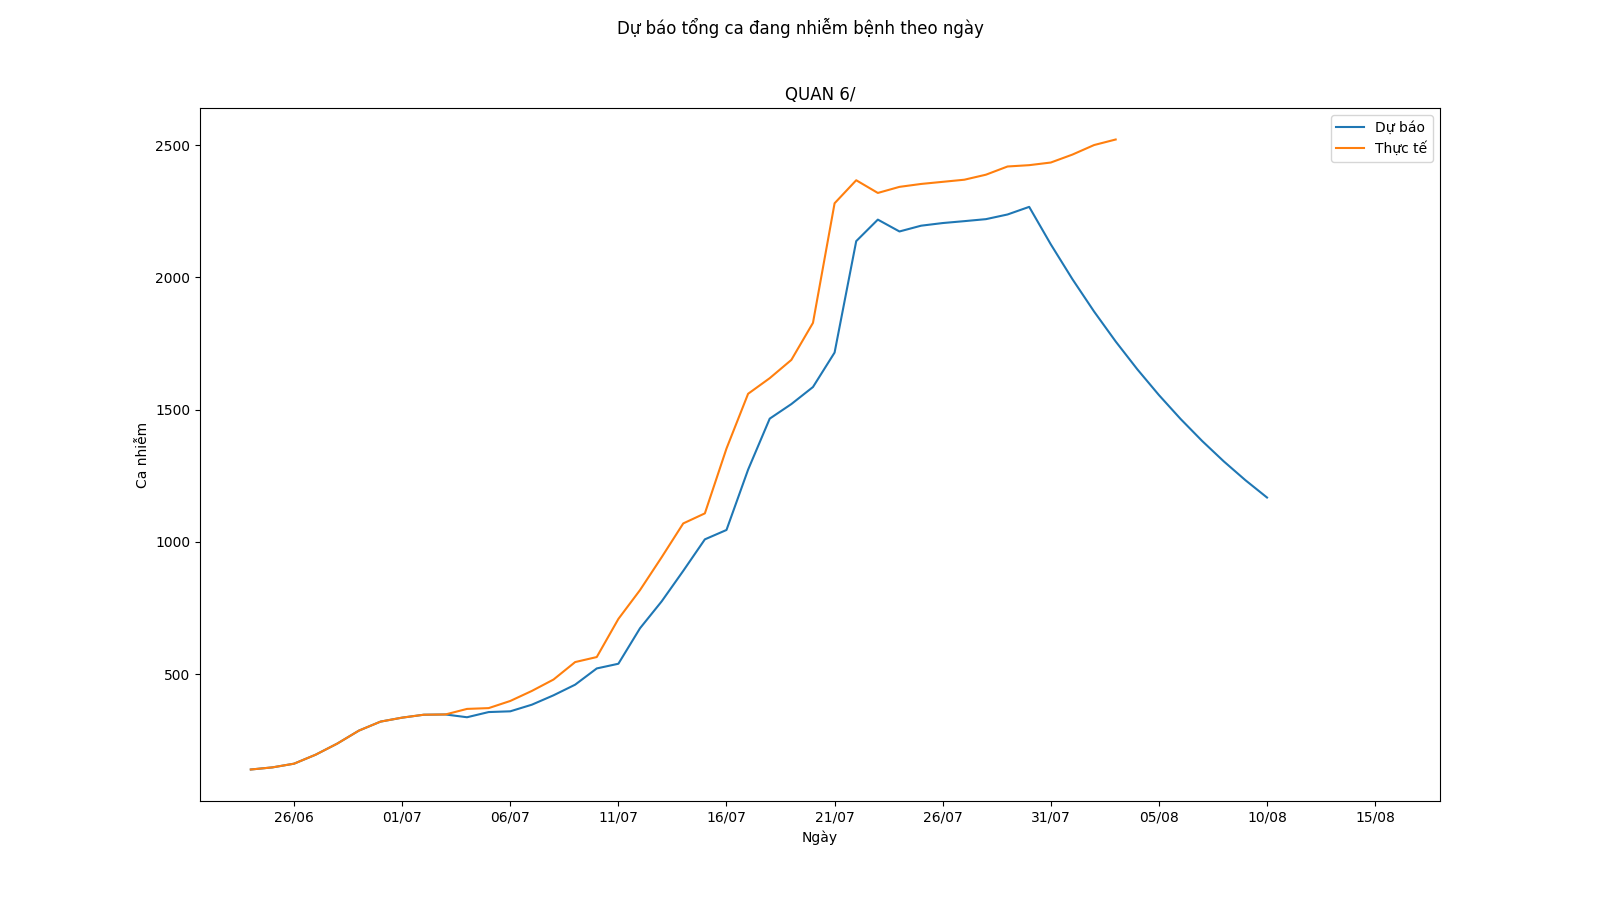 Dự báo tổng ca đang nhiễm bệnh theo ngày
QUAN 6/
Dự báo
Thực tế
2500
2000
1500
1000
500
Ca nhiễm
26/06 01/07 06/07 11/07 16/07 21/07 26/07 31/07 05/08 10/08 15/08
Ngày